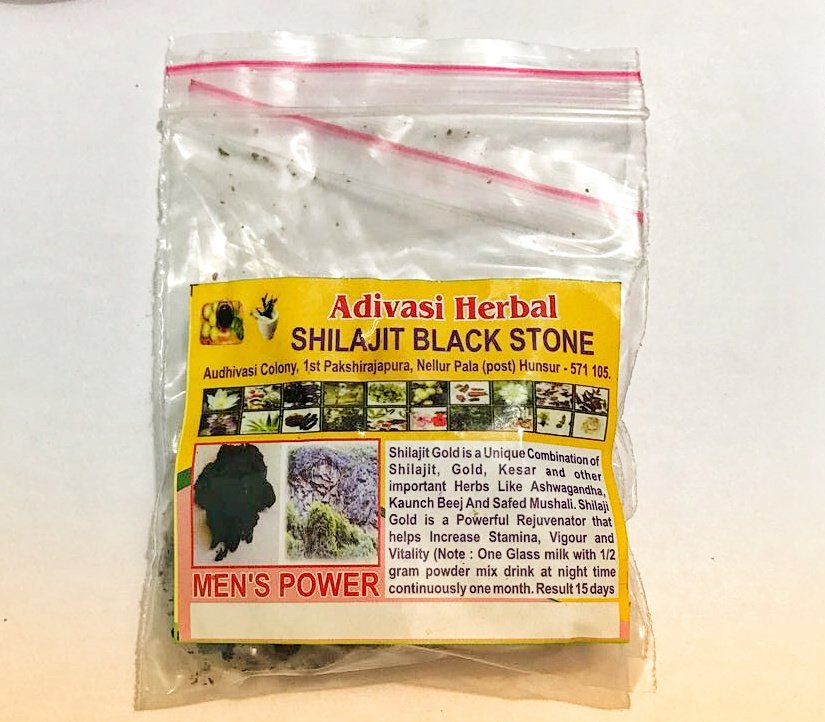 Adivasi Herbal
SHILAJIT BLACK STONE
Audhivasi Colony, 1st Pakshirajapura, Nellur Pala (post) Hunsur - 571 105.
Shilajit Gold is a Unique Combination of
Shilajit, Gold, Kesar and other
important Herbs Like Ashwagandha,
Kaunch Beej And Safed Mushali. Shilaji
Gold is a Powerful Rejuvenator that
helps Increase Stamina, Vigour and
Vitality (Note : One Glass milk with 1/2
gram powder mix drink at night time
continuously one month. Result 15 days
MEN'S POWER